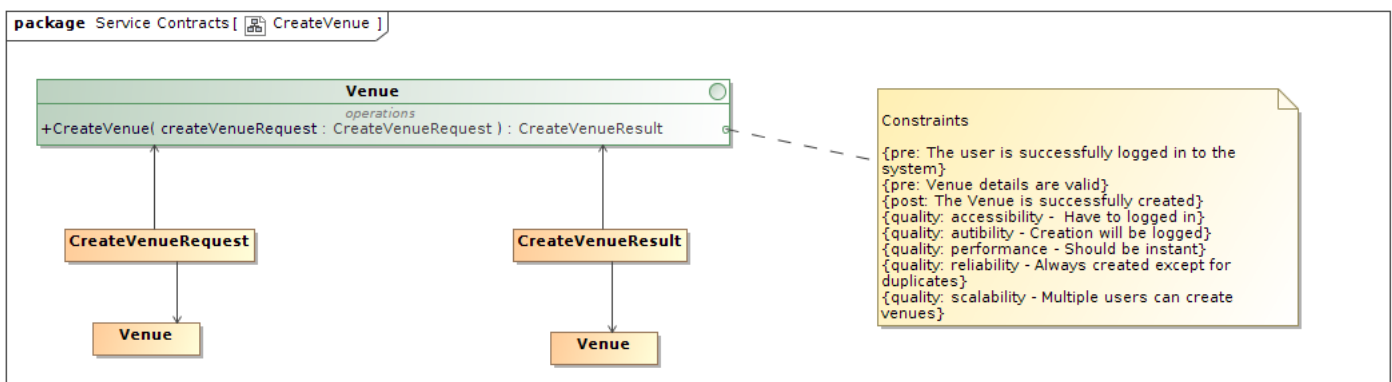 package Service Contracts [ CreateVenue ]
Venue
operations
+CreateVenue( createVenueRequest : CreateVenueRequest ) : CreateVenueResult
Constraints
{pre: The user is successfully logged in to the
system}
{pre: Venue details are valid}
{post: The Venue is successfully created}
{quality: accessibility - Have to logged in}
{quality: autibility - Creation will be logged}
{quality: performance - Should be instant}
{quality: reliability - Always created except for
duplicates}
{quality: scalability - Multiple users can create
venues}
CreateVenueRequest
CreateVenueResult
Venue
Venue